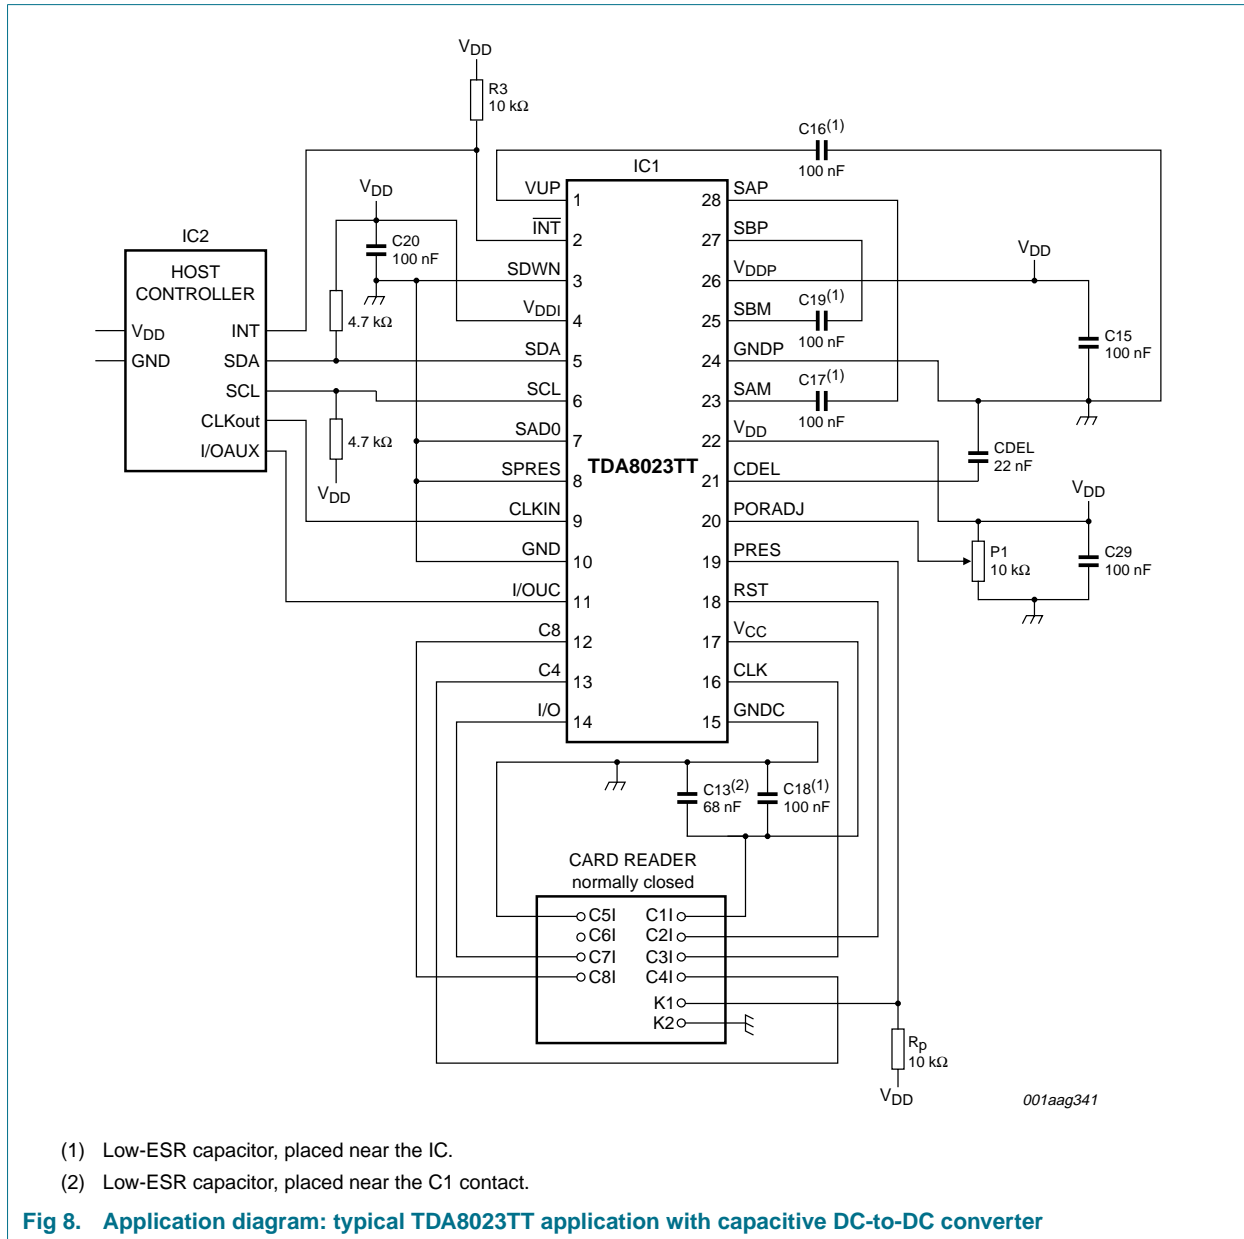 VDD
R3
10 kΩ
C16(1)
100 nF
IC1
VUP
1
28
SAP
VDD
INT
2
27
SBP
IC2
C20
100 nF
VDD
HOST
CONTROLLER
SDWN
3
26
VDDP
4.7 kΩ
VDDI
4
25
SBM
C19(1)
100 nF
VDD
INT
C15
100 nF
GND
SDA
SDA
5
24
GNDP
SCL
SCL
6
23
SAM
C17(1)
100 nF
CLKout
I/OAUX
4.7 kΩ
VDD
SAD0
7
22
VDD
TDA8023TT
CDEL
22 nF
SPRES
8
21
CDEL
VDD
CLKIN
9
20
PORADJ
GND
10
19
PRES
P1
10 kΩ
C29
100 nF
I/OUC
11
18
RST
C8
12
17
VCC
C4
13
16
CLK
I/O
14
15
GNDC
C13(2)
68 nF
C18(1)
100 nF
CARD READER
normally closed
C5I
C1I
C6I
C2I
C7I
C3I
C8I
C4I
K1
K2
Rp
10 kΩ
VDD
001aag341
(1) Low-ESR capacitor, placed near the IC.
(2) Low-ESR capacitor, placed near the C1 contact.
Fig 8. Application diagram: typical TDA8023TT application with capacitive DC-to-DC converter